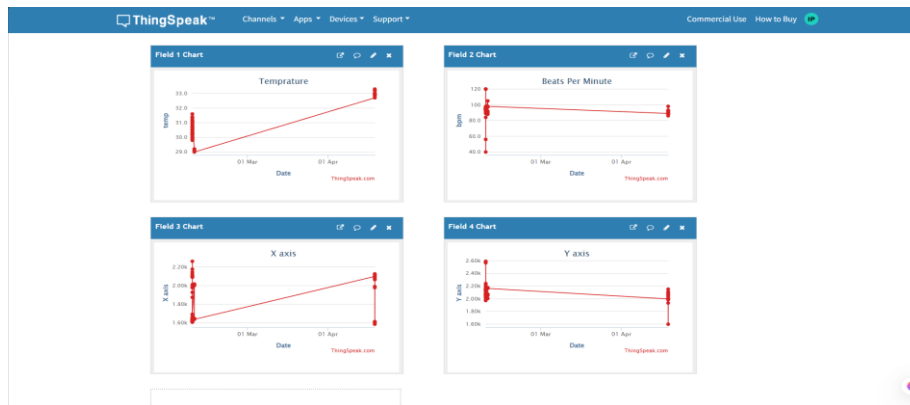 ThingSpeak™ Channels Apps Devices Support Commercial Use How to Buy NP
Field 1 Chart
Temprature
temp
33.0
32.0
31.0
30.0
29.0
01 Mar 01 Apr
Date
ThingSpeak.com
Field 2 Chart
Beats Per Minute
bpm
120
100
80.0
60.0
40.0
01 Mar 01 Apr
Date
ThingSpeak.com
Field 3 Chart
X axis
X axis
2.20k
2.00k
1.80k
1.60k
01 Mar 01 Apr
Date
ThingSpeak.com
Field 4 Chart
Y axis
Y axis
2.60k
2.40k
2.20k
2.00k
1.80k
1.60k
01 Mar 01 Apr
Date
ThingSpeak.com